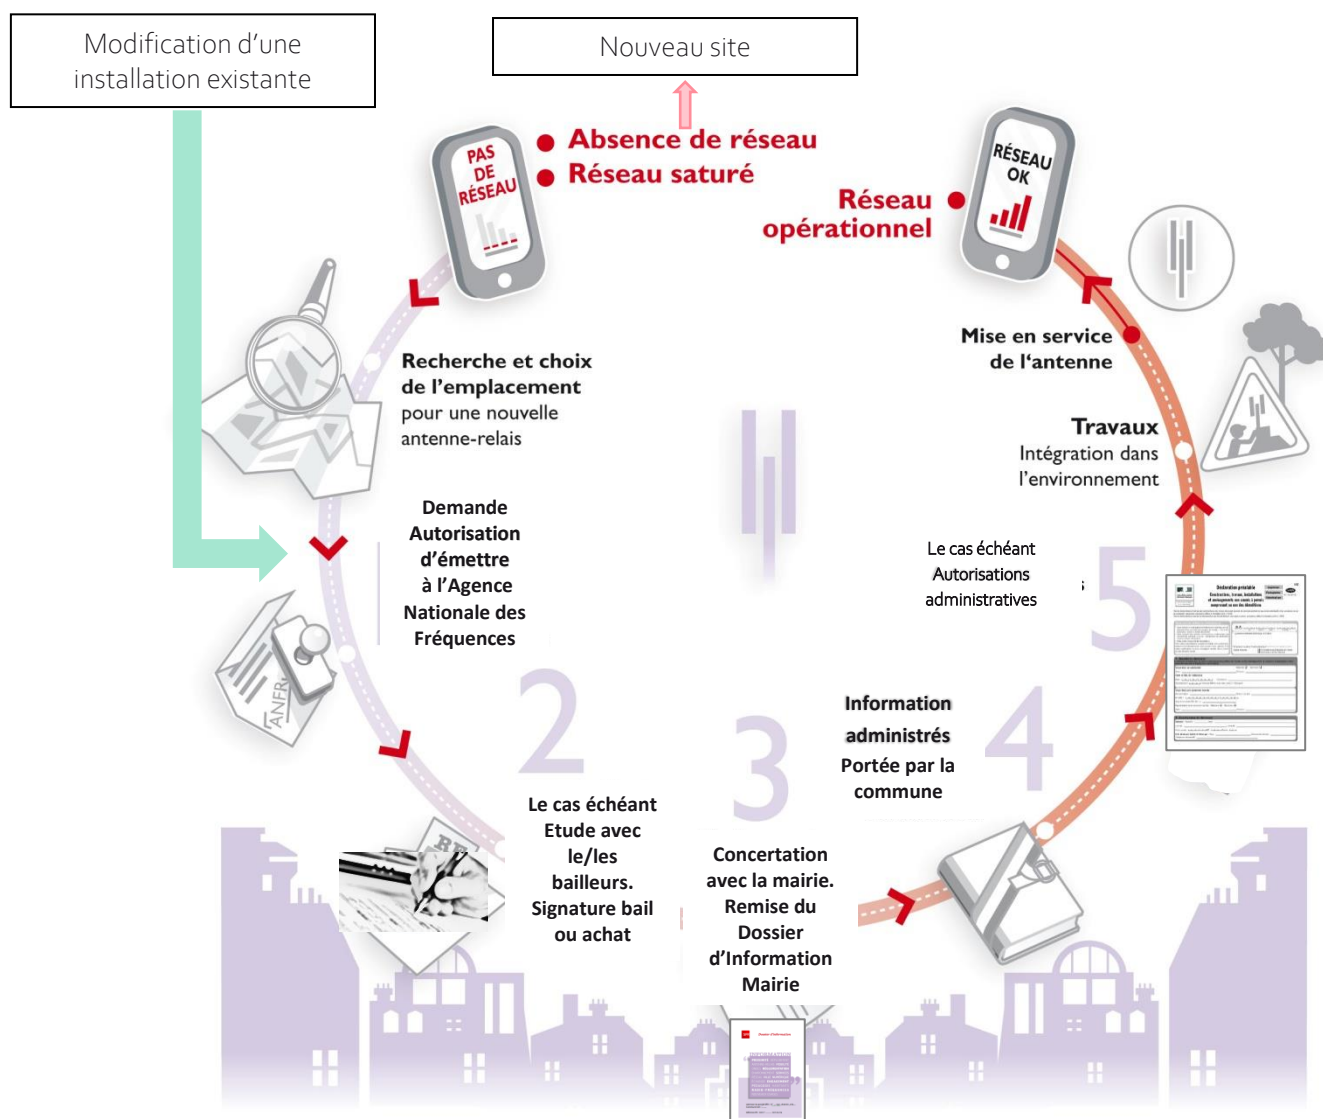 Modification d’une
installation existante
Nouveau site
PAS
DE
RÉSEAU
Absence de réseau
Réseau saturé
Réseau
opérationnel
RÉSEAU
OK
Recherche et choix
de l’emplacement
pour une nouvelle
antenne-relais
Demande
Autorisation
d’émettre
à l’Agence
Nationale des
Fréquences
ANFR
2
Le cas échéant
Etude avec
le/les
bailleurs.
Signature bail
ou achat
3
Concertation
avec la mairie.
Remise du
Dossier
d’Information
Mairie
4
Information
administrés
Portée par la
commune
5
Le cas échéant
Autorisations
administratives
Déclaration préalable
Travaux
Intégration dans
l’environnement
Mise en service
de l‘antenne